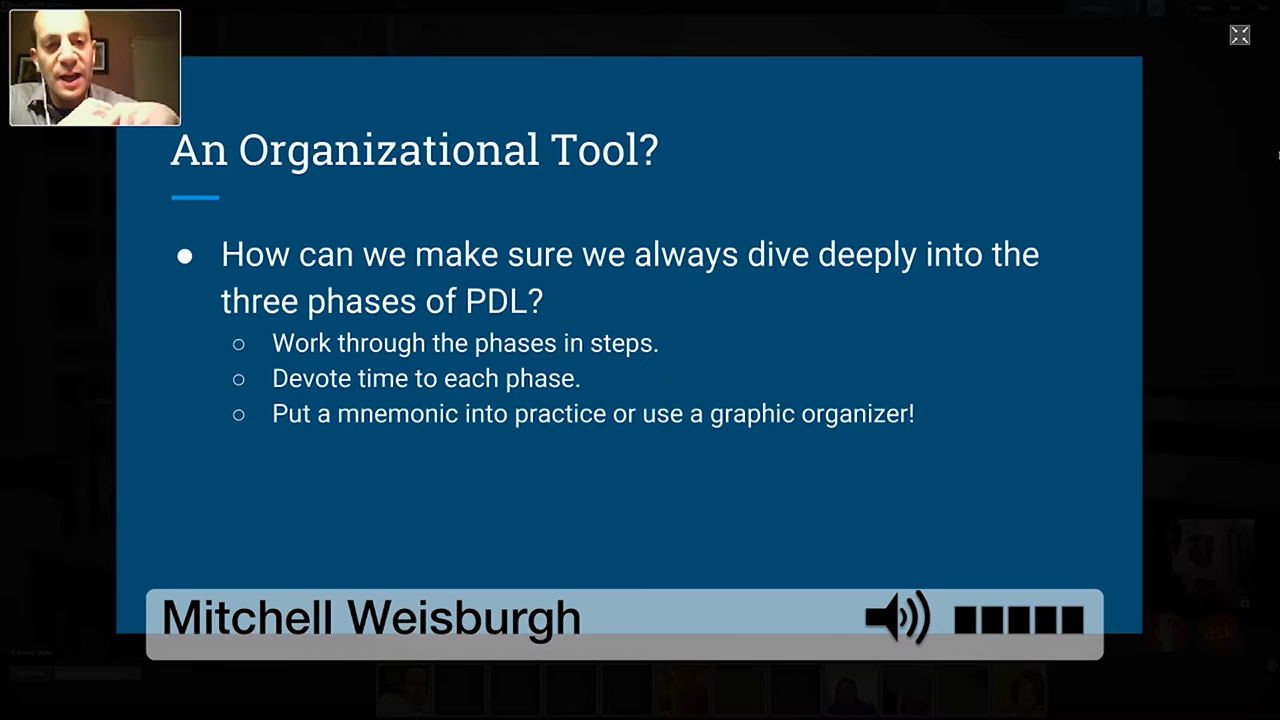 An Organizational Tool?
● How can we make sure we always dive deeply into the
three phases of PDL?
○ Work through the phases in steps.
○ Devote time to each phase.
○ Put a mnemonic into practice or use a graphic organizer!
Mitchell Weisburgh
ask